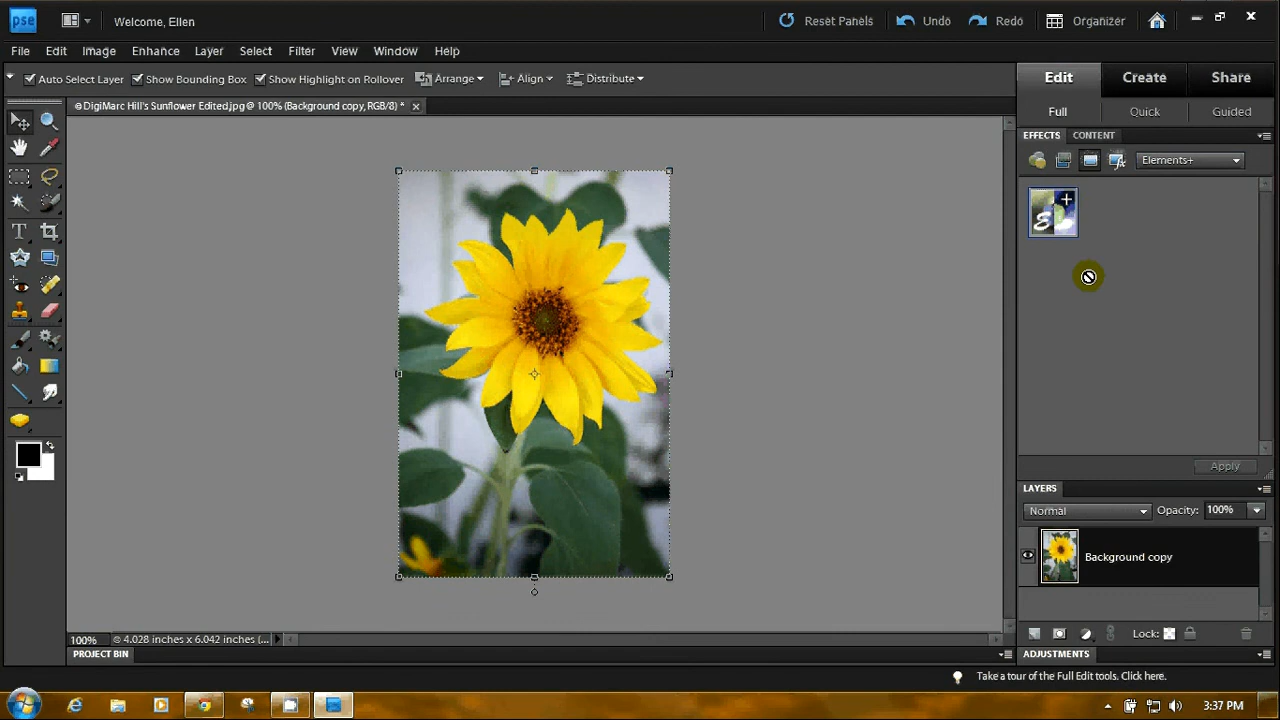 pse Welcome, Ellen Reset Panels Undo Redo Organizer
File Edit Image Enhance Layer Select Filter View Window Help
Auto Select Layer Show Bounding Box Show Highlight on Rollover Arrange Align Distribute
Edit Create Share
©DigiMarc Hill's Sunflower Edited.jpg @ 100% (Background copy, RGB/8) *
Full Quick Guided
EFFECTS CONTENT
Elements+
T
E +
Apply
LAYERS
Normal Opacity: 100%
Background copy
Lock:
100% © 4.028 inches x 6.042 inches (...
PROJECT BIN
ADJUSTMENTS
Take a tour of the Full Edit tools. Click here.
3:37 PM